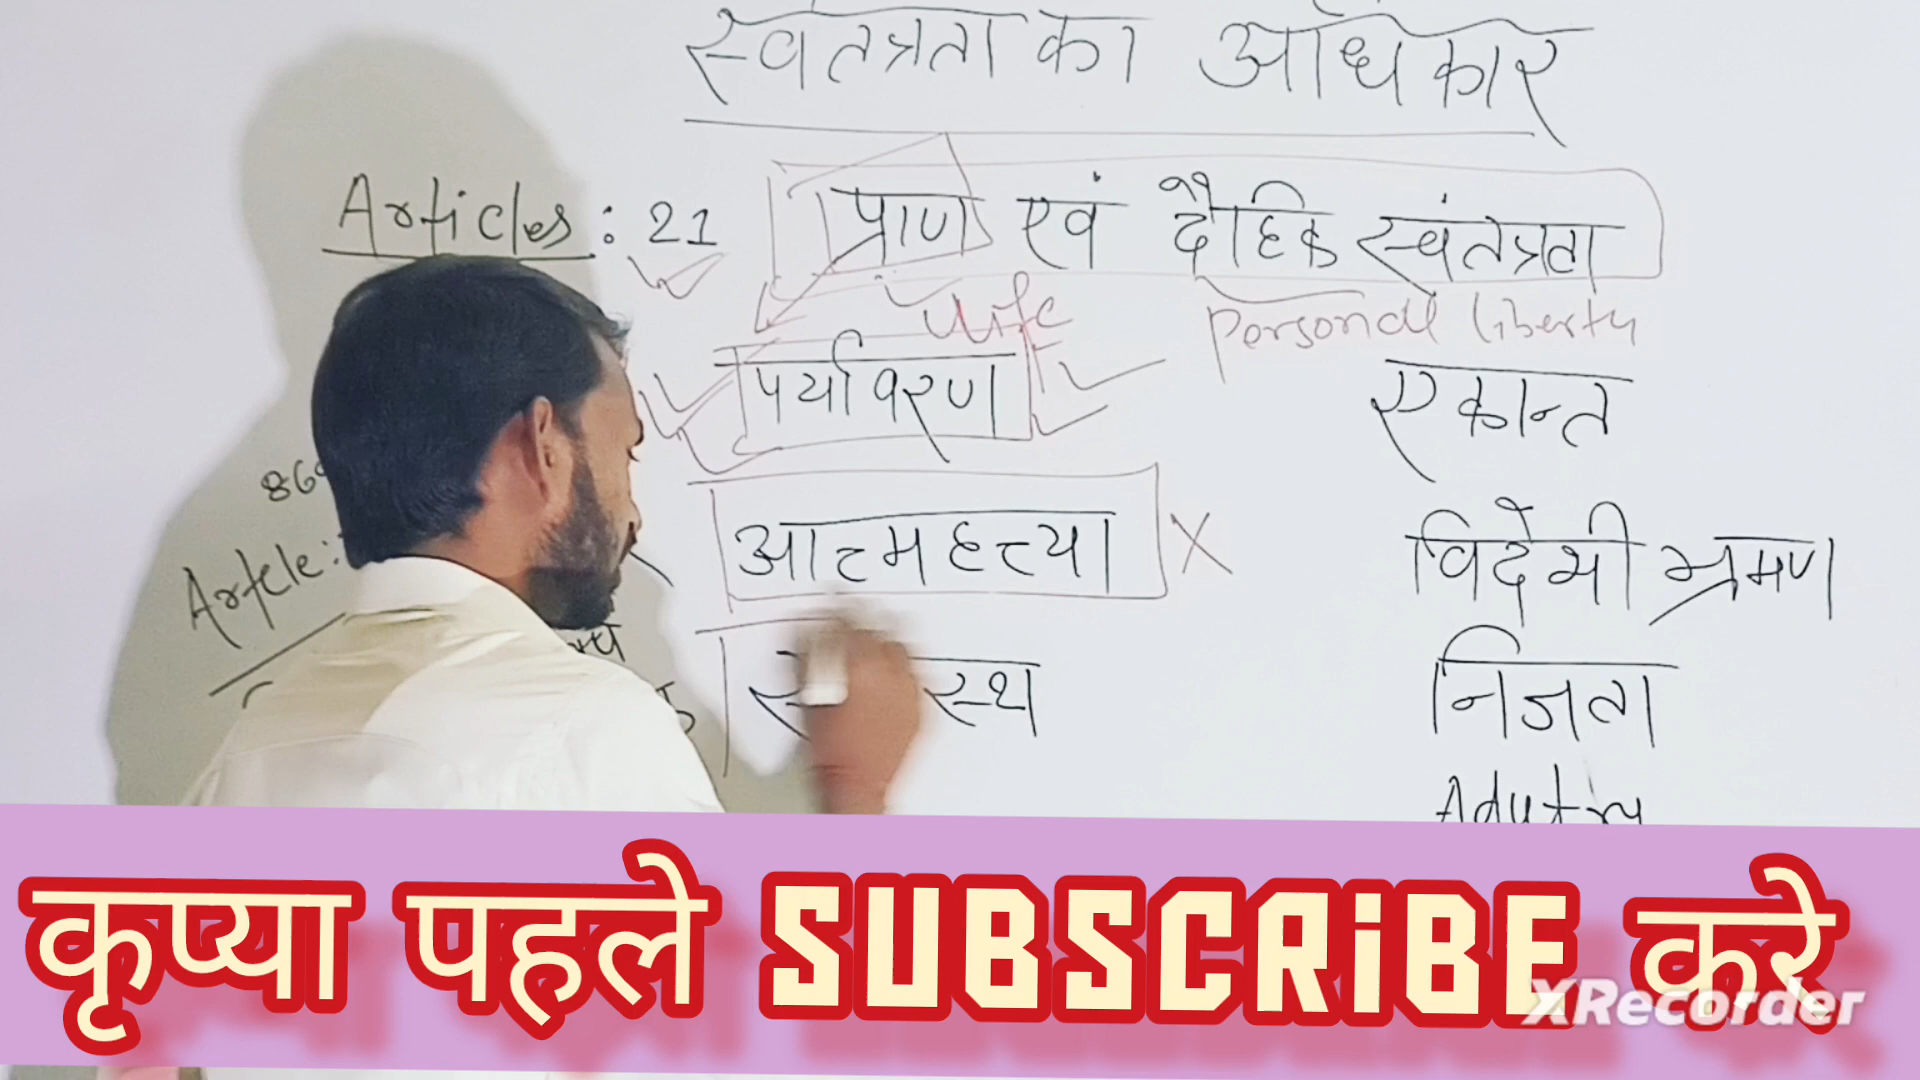 स्वतंत्रता का अधिकार
Articles : 21 प्राण एवं दैहिक स्वंतत्रता
Life Personal liberty
पर्यावरण एकान्त
आत्महत्या X विदेशी भ्रमण
निजता
कृप्या पहले SUBSCRiBE करे
XRecorder